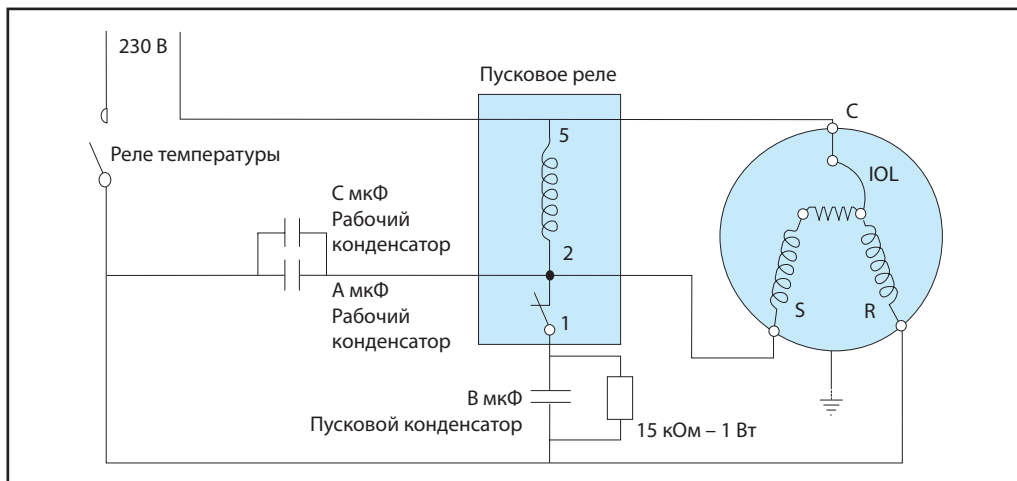 230 В
Пусковое реле
C
5
Реле температуры
IOL
С мкФ
Рабочий
конденсатор
2
А мкФ
Рабочий
конденсатор
1
S
R
В мкФ
Пусковой конденсатор
15 кОм – 1 Вт